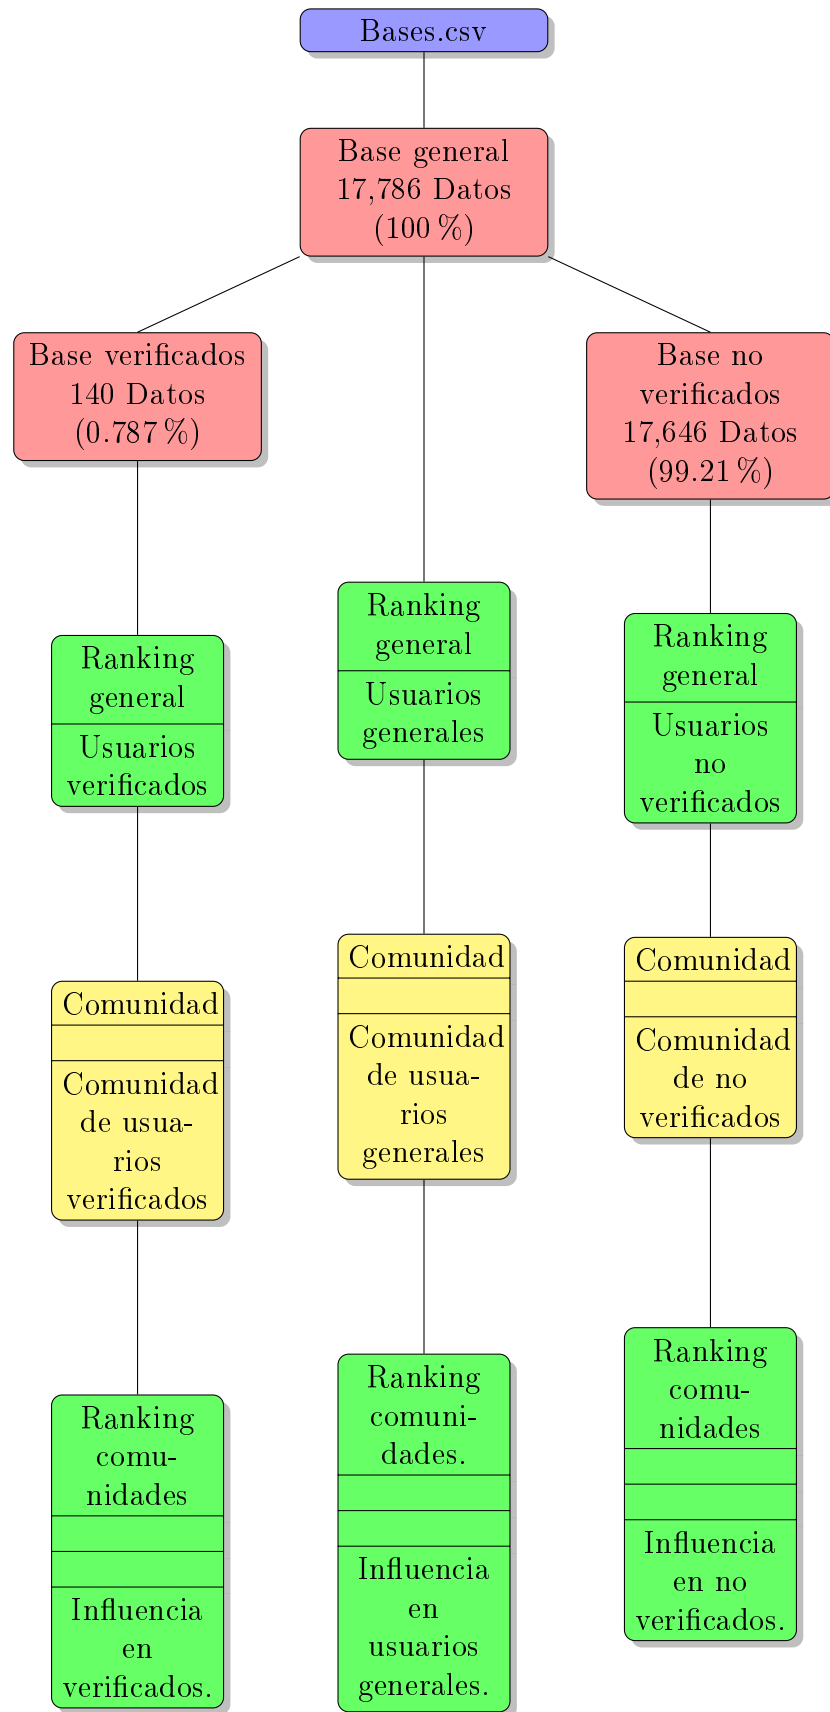 Bases.csv
Base general
17,786 Datos
(100 %)
Base verificados
140 Datos
(0.787 %)
Base no
verificados
17,646 Datos
(99.21 %)
Ranking
general
Usuarios
verificados
Ranking
general
Usuarios
generales
Ranking
general
Usuarios
no
verificados
Comunidad
Comunidad
de usua-
rios
verificados
Comunidad
Comunidad
de usua-
rios
generales
Comunidad
Comunidad
de no
verificados
Ranking
comu-
nidades
Influencia
en
verificados.
Ranking
comuni-
dades.
Influencia
en
usuarios
generales.
Ranking
comu-
nidades
Influencia
en no
verificados.